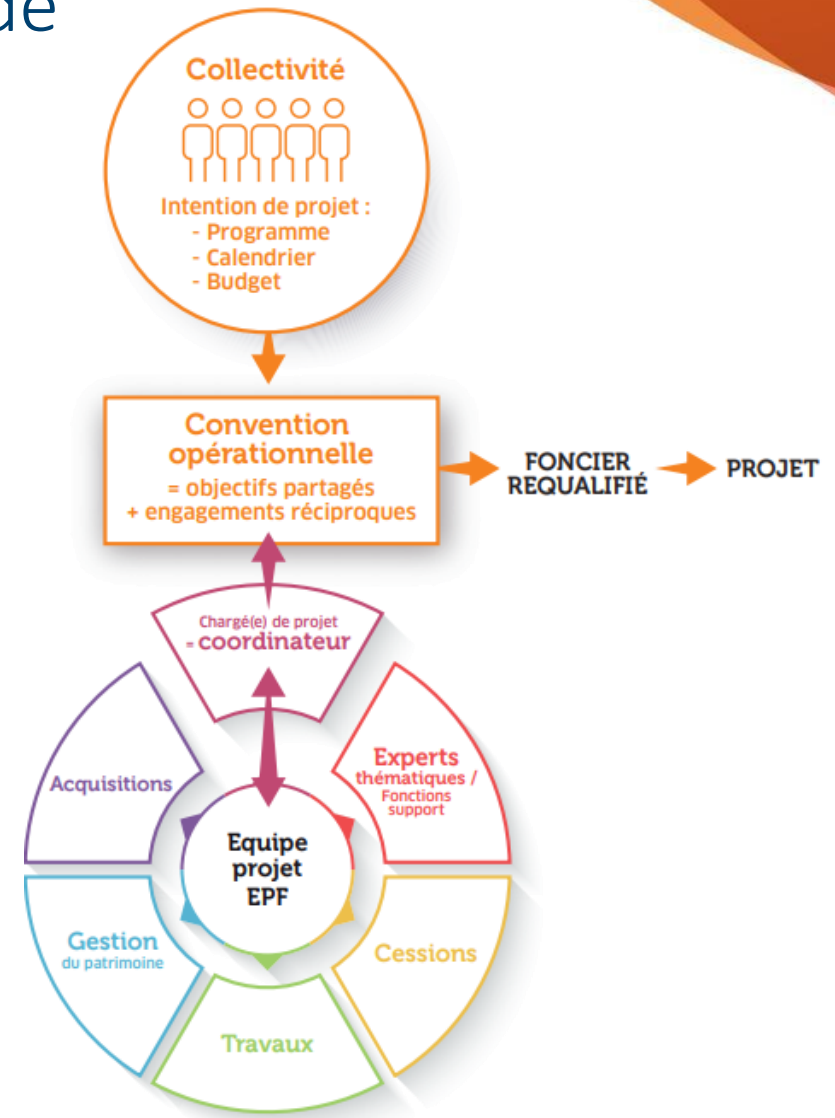 de
Collectivité
Intention de projet :
- Programme
- Calendrier
- Budget
Convention
opérationnelle
= objectifs partagés
+ engagements réciproques
FONCIER
REQUALIFIÉ
PROJET
Chargé(e) de projet
= coordinateur
Acquisitions
Experts
thématiques /
Fonctions
support
Equipe
projet
EPF
Gestion
du patrimoine
Cessions
Travaux